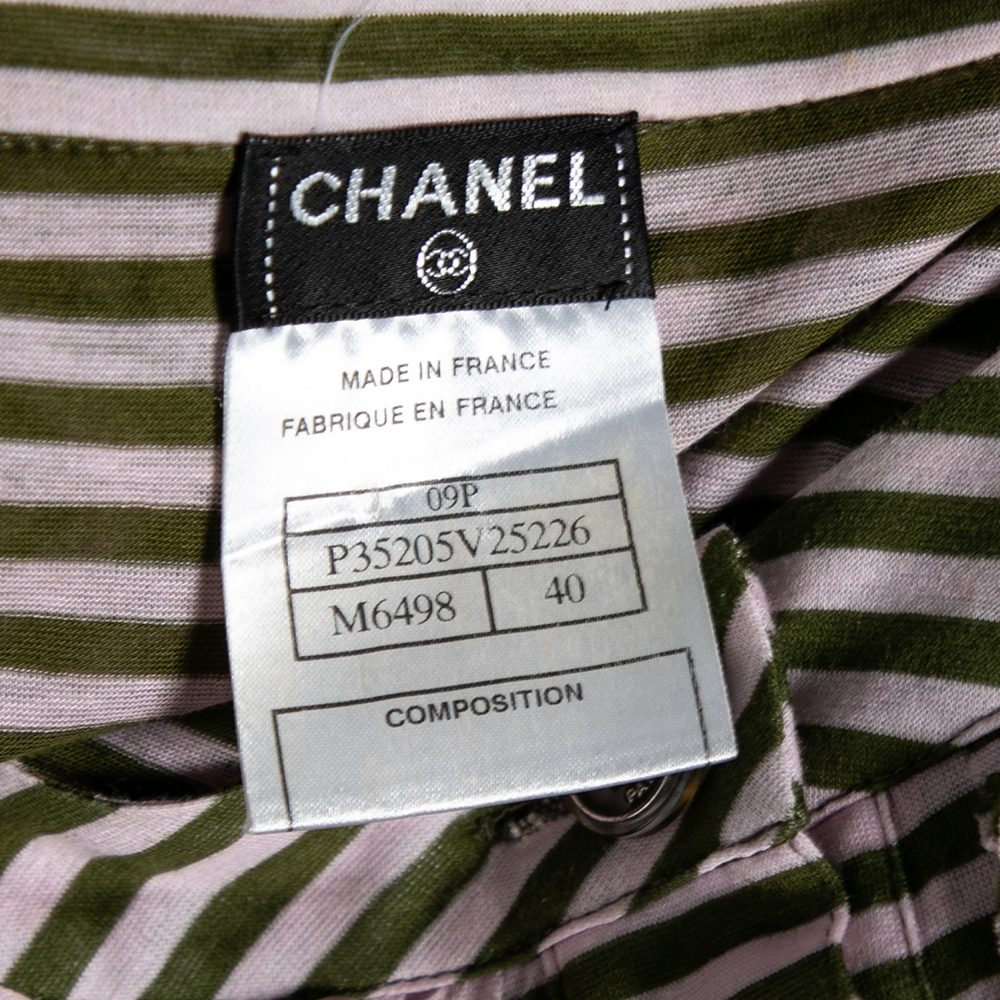 CHANEL
MADE IN FRANCE
FABRIQUE EN FRANCE
09P
P35205V25226
M6498 40
COMPOSITION